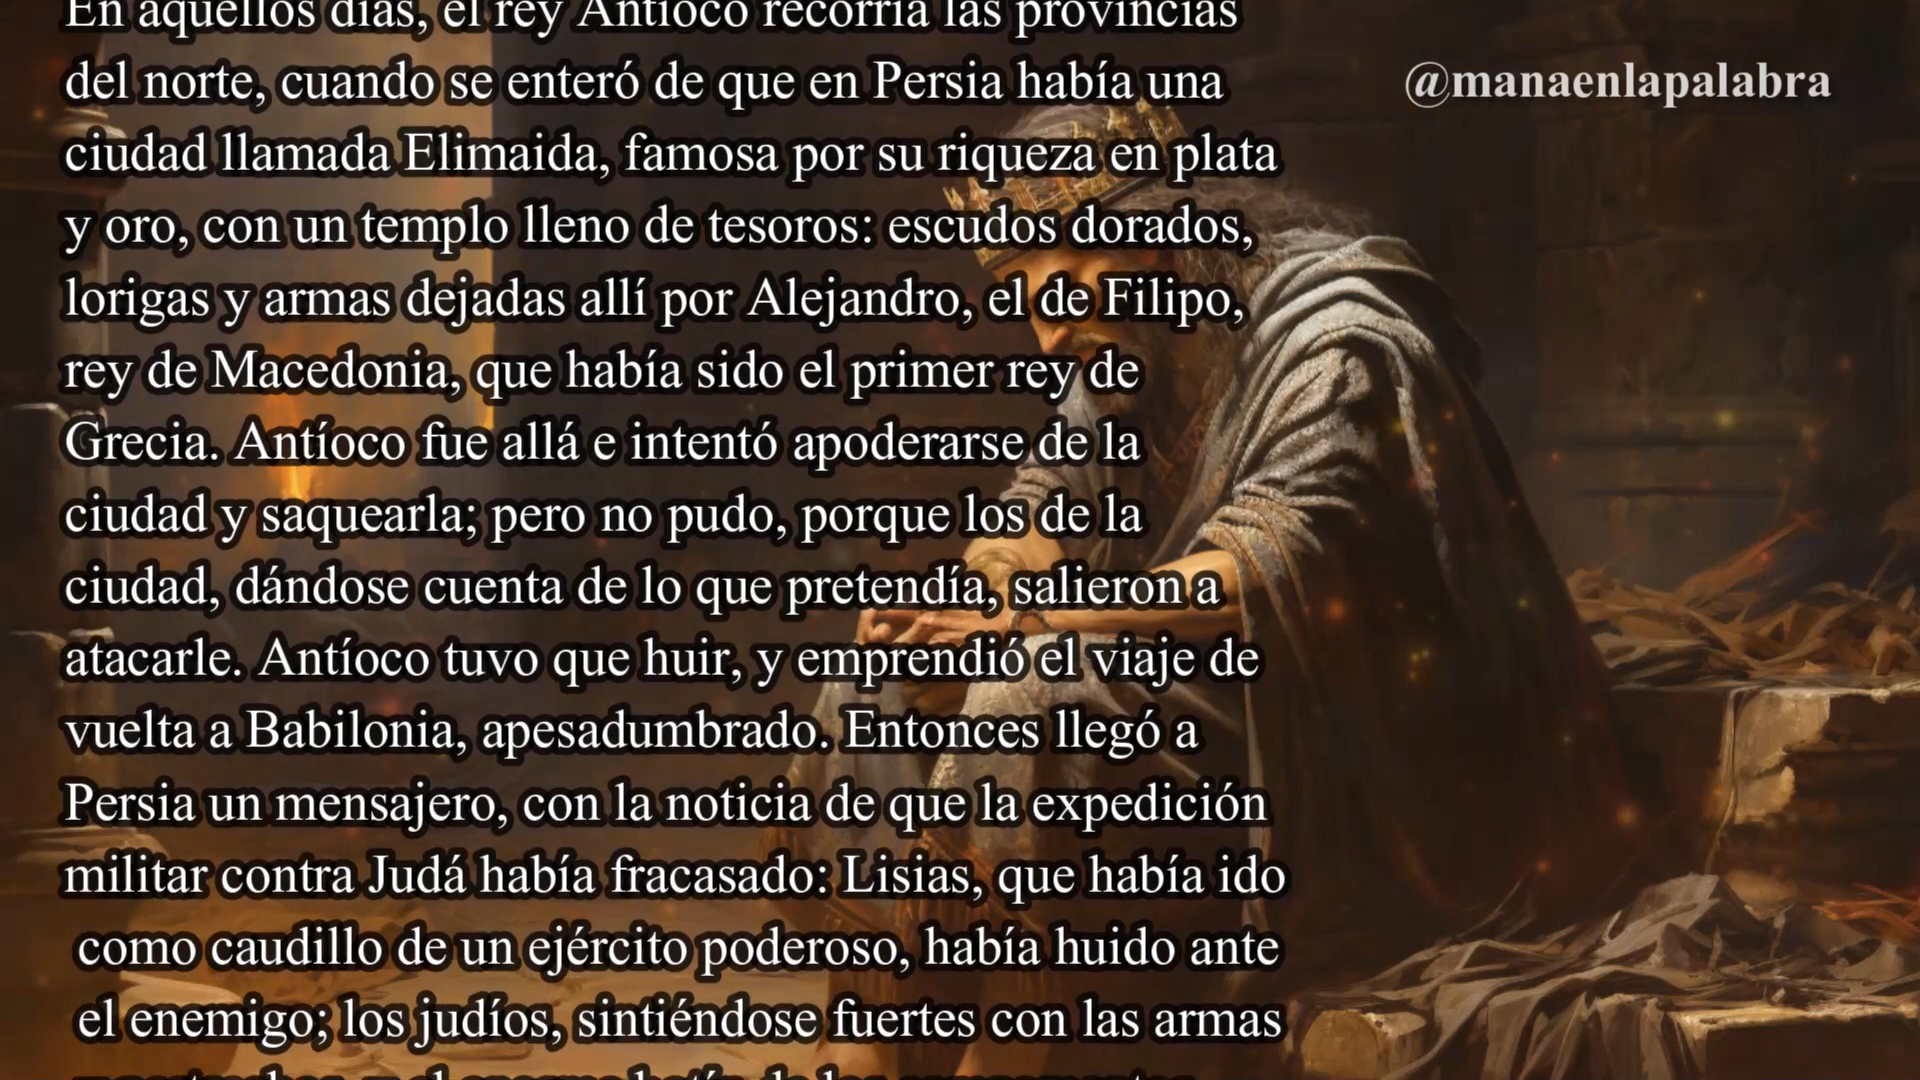 En aquellos días, el rey Antíoco recorría las provincias
del norte, cuando se enteró de que en Persia había una
ciudad llamada Elimaida, famosa por su riqueza en plata
y oro, con un templo lleno de tesoros: escudos dorados,
lorigas y armas dejadas allí por Alejandro, el de Filipo,
rey de Macedonia, que había sido el primer rey de
Grecia. Antíoco fue allá e intentó apoderarse de la
ciudad y saquearla; pero no pudo, porque los de la
ciudad, dándose cuenta de lo que pretendía, salieron a
atacarle. Antíoco tuvo que huir, y emprendió el viaje de
vuelta a Babilonia, apesadumbrado. Entonces llegó a
Persia un mensajero, con la noticia de que la expedición
militar contra Judá había fracasado: Lisias, que había ido
como caudillo de un ejército poderoso, había huido ante
el enemigo; los judíos, sintiéndose fuertes con las armas
@manaenlapalabra